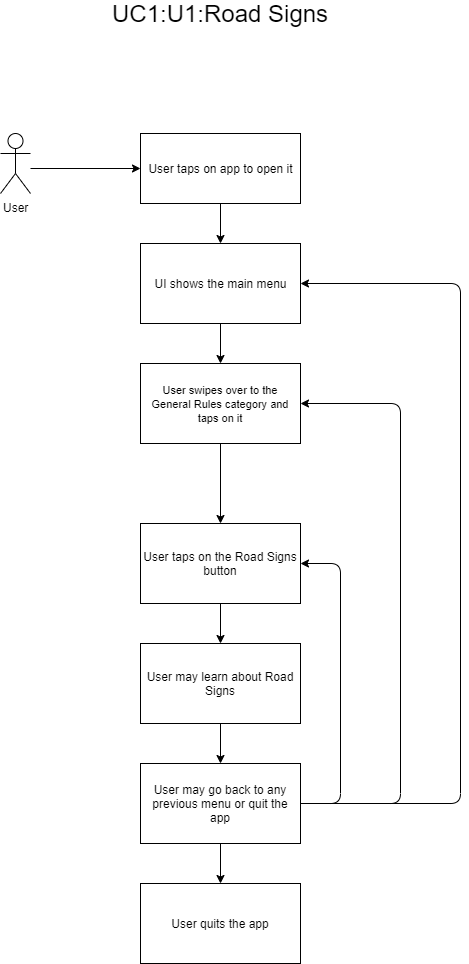 UC1:U1:Road Signs
User taps on app to open it
User
UI shows the main menu
User swipes over to the
General Rules category and
taps on it
User taps on the Road Signs
button
User may learn about Road
Signs
User may go back to any
previous menu or quit the
app
User quits the app